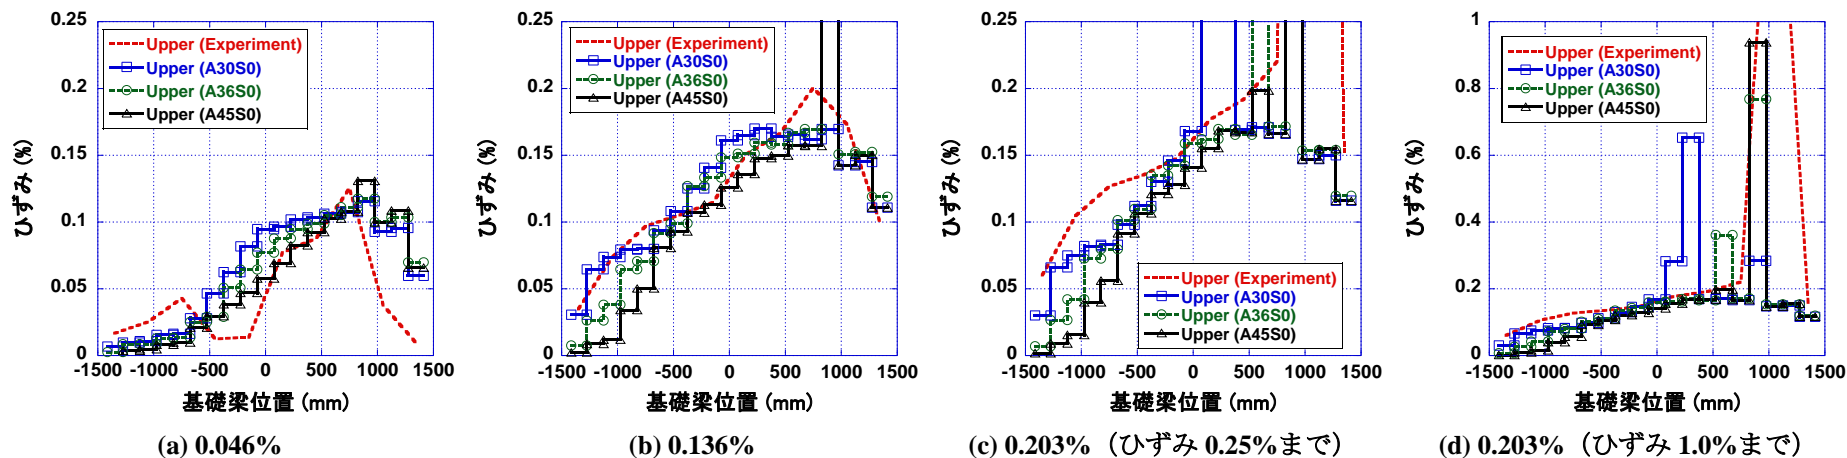 0.25
0.2
0.15
0.1
0.05
0
ひずみ (%)
Upper (Experiment)
Upper (A30S0)
Upper (A36S0)
Upper (A45S0)
-1500 -1000 -500 0 500 1000 1500
基礎梁位置 (mm)
(a) 0.046%
0.25
0.2
0.15
0.1
0.05
0
ひずみ (%)
Upper (Experiment)
Upper (A30S0)
Upper (A36S0)
Upper (A45S0)
-1500 -1000 -500 0 500 1000 1500
基礎梁位置 (mm)
(b) 0.136%
0.25
0.2
0.15
0.1
0.05
0
ひずみ (%)
Upper (Experiment)
Upper (A30S0)
Upper (A36S0)
Upper (A45S0)
-1500 -1000 -500 0 500 1000 1500
基礎梁位置 (mm)
(c) 0.203%（ひずみ 0.25%まで）
1
0.8
0.6
0.4
0.2
0
ひずみ (%)
Upper (Experiment)
Upper (A30S0)
Upper (A36S0)
Upper (A45S0)
-1500 -1000 -500 0 500 1000 1500
基礎梁位置 (mm)
(d) 0.203%（ひずみ 1.0%まで）